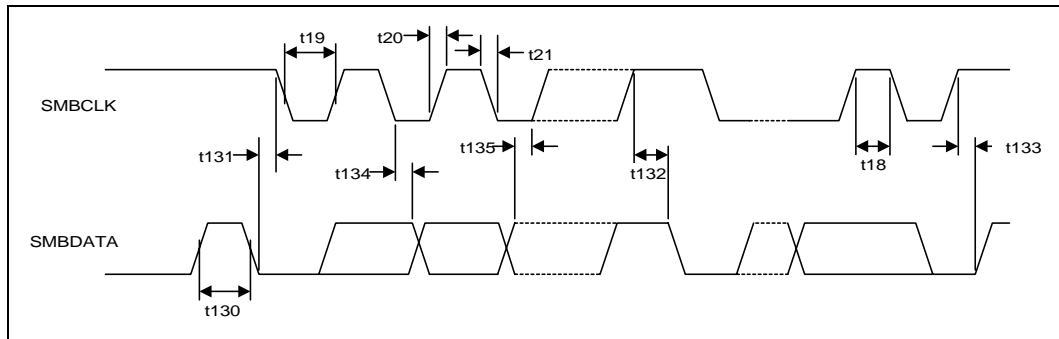 t19
t20
t21
SMBCLK
t131
t134
t135
t132
t18
t133
SMBDATA
t130